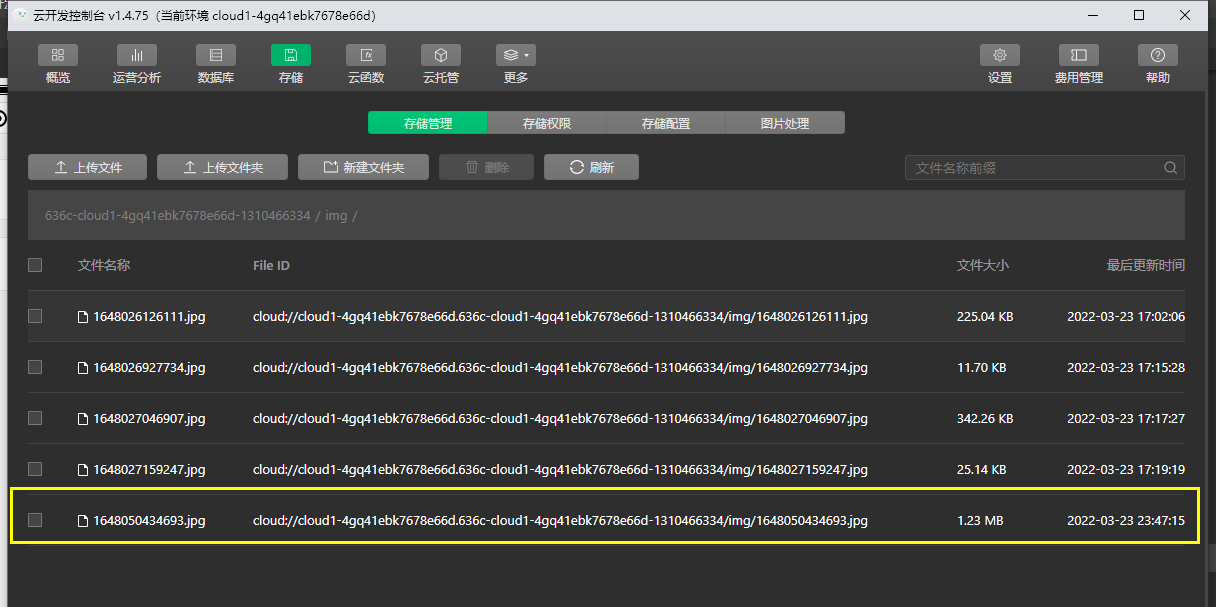 云开发控制台 v1.4.75（当前环境 cloud1-4gq41ebk7678e66d）
概览 运营分析 数据库 存储 云函数 云托管 更多 设置 费用管理 帮助
存储管理 存储权限 存储配置 图片处理
上传文件 上传文件夹 新建文件夹 删除 刷新 文件名称前缀
636c-cloud1-4gq41ebk7678e66d-1310466334 / img /
文件名称 File ID 文件大小 最后更新时间
1648026126111.jpg cloud://cloud1-4gq41ebk7678e66d.636c-cloud1-4gq41ebk7678e66d-1310466334/img/1648026126111.jpg 225.04 KB 2022-03-23 17:02:06
1648026927734.jpg cloud://cloud1-4gq41ebk7678e66d.636c-cloud1-4gq41ebk7678e66d-1310466334/img/1648026927734.jpg 11.70 KB 2022-03-23 17:15:28
1648027046907.jpg cloud://cloud1-4gq41ebk7678e66d.636c-cloud1-4gq41ebk7678e66d-1310466334/img/1648027046907.jpg 342.26 KB 2022-03-23 17:17:27
1648027159247.jpg cloud://cloud1-4gq41ebk7678e66d.636c-cloud1-4gq41ebk7678e66d-1310466334/img/1648027159247.jpg 25.14 KB 2022-03-23 17:19:19
1648050434693.jpg cloud://cloud1-4gq41ebk7678e66d.636c-cloud1-4gq41ebk7678e66d-1310466334/img/1648050434693.jpg 1.23 MB 2022-03-23 23:47:15